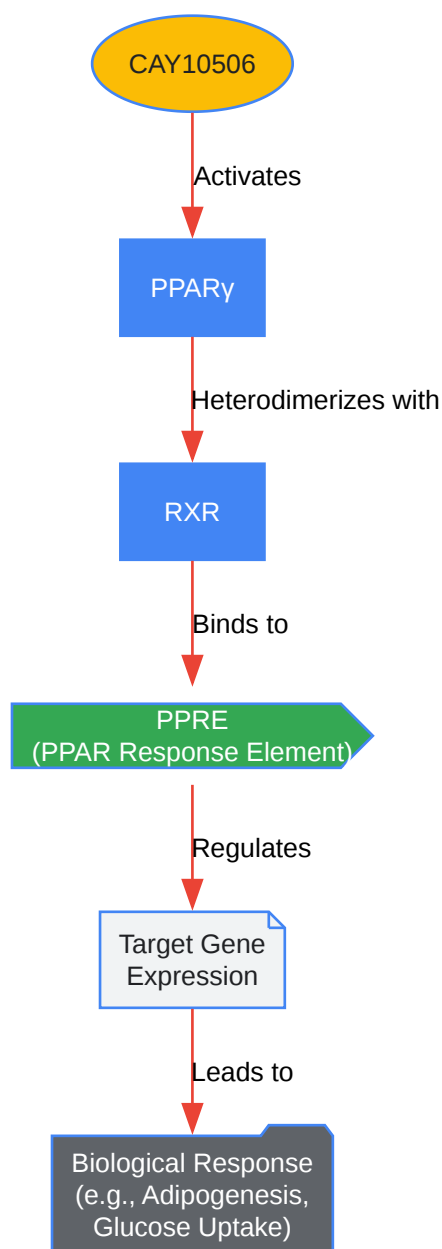 CAY10506
Activates
PPARγ
Heterodimerizes with
RXR
Binds to
PPRE
(PPAR Response Element)
Regulates
Target Gene
Expression
Leads to
Biological Response
(e.g., Adipogenesis,
Glucose Uptake)